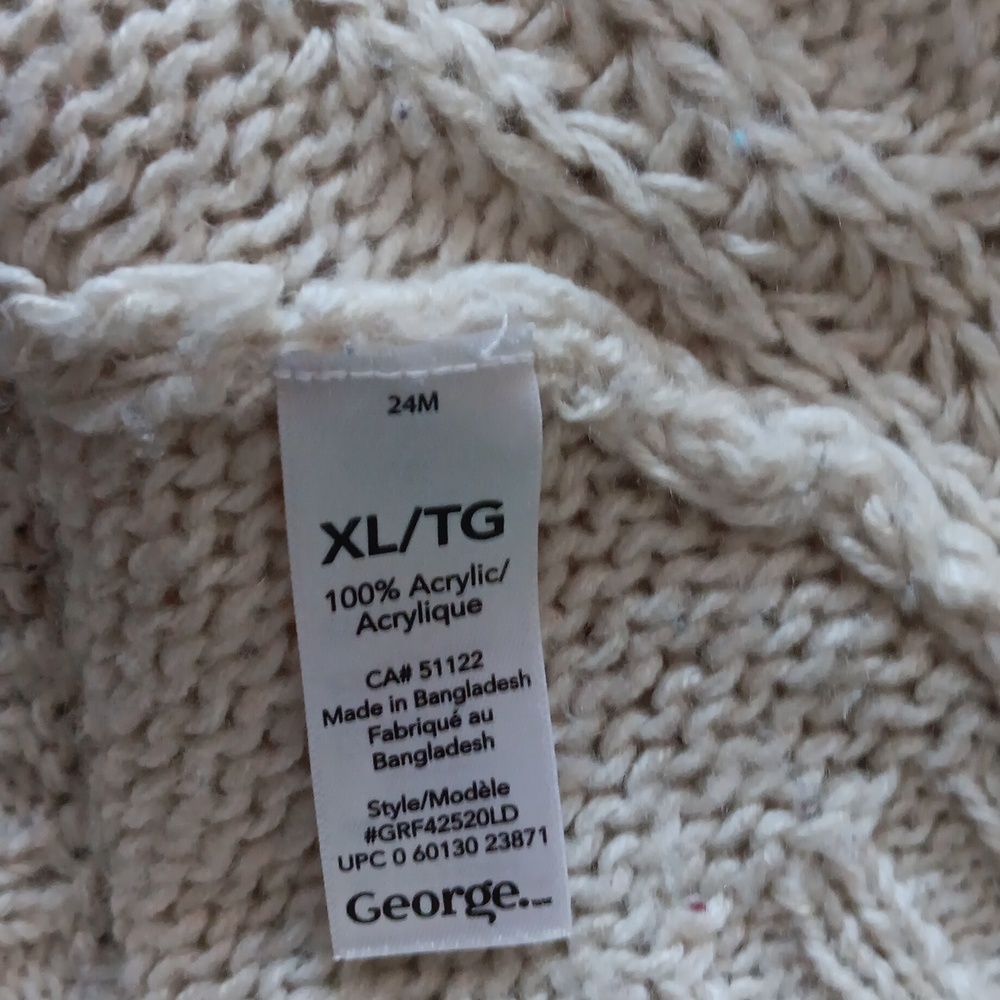 24M
XL/TG
100% Acrylic/
Acrylique
CA# 51122
Made in Bangladesh
Fabriqué au
Bangladesh
Style/Modèle
#GRF42520LD
UPC 0 60130 23871
George._